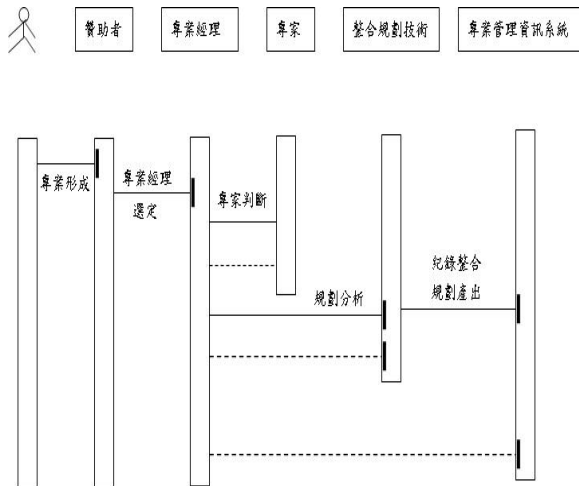 贊助者
專案經理
專家
整合規劃技術
專案管理資訊系統
專案形成
專案經理
選定
專家判斷
規劃分析
紀錄整合
規劃產出